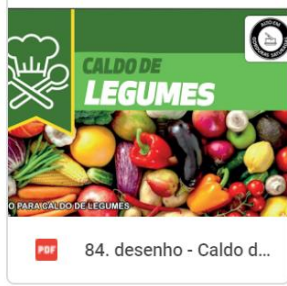 CALDO DE
LEGUMES
O PARA CALDO DE LEGUMES
PDF
84. desenho - Caldo d...